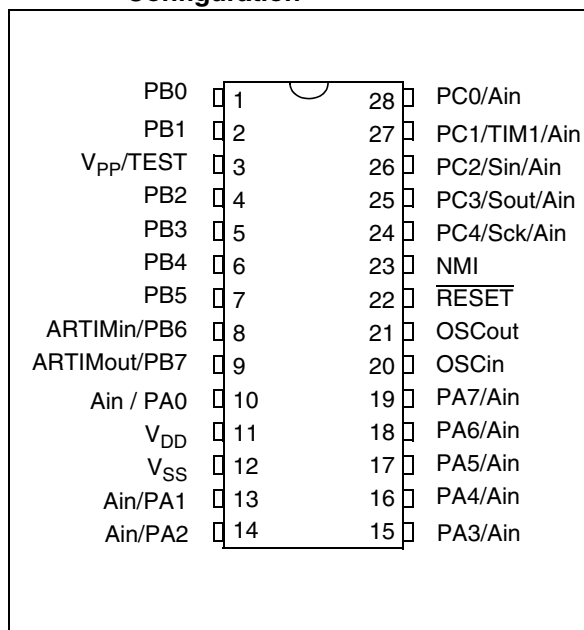 Configuration
PB0 1 28 PC0/Ain
PB1 2 27 PC1/TIM1/Ain
VPP/TEST 3 26 PC2/Sin/Ain
PB2 4 25 PC3/Sout/Ain
PB3 5 24 PC4/Sck/Ain
PB4 6 23 NMI
PB5 7 22 RESET
ARTIMin/PB6 8 21 OSCout
ARTIMout/PB7 9 20 OSCin
Ain / PA0 10 19 PA7/Ain
VDD 11 18 PA6/Ain
VSS 12 17 PA5/Ain
Ain/PA1 13 16 PA4/Ain
Ain/PA2 14 15 PA3/Ain